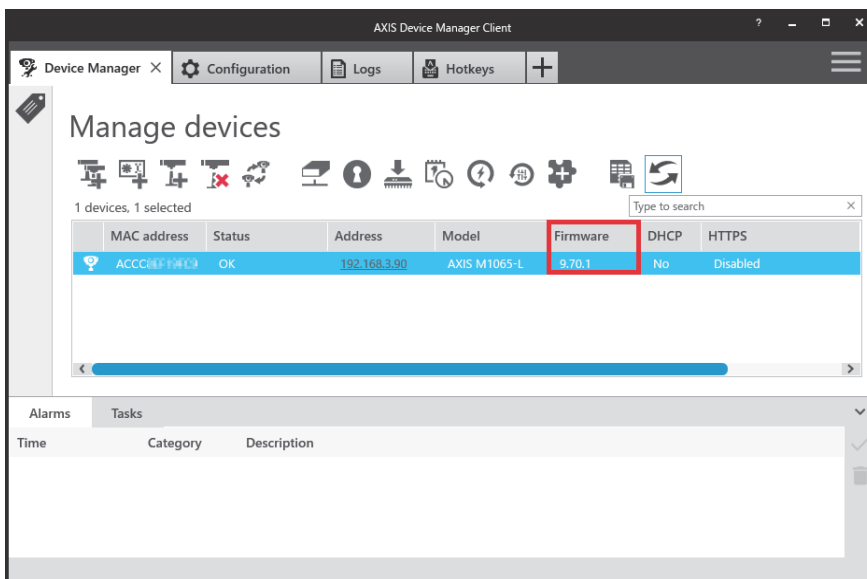 AXIS Device Manager Client
Device Manager Configuration Logs Hotkeys
Manage devices
1 devices, 1 selected
Type to search
MAC address Status Address Model Firmware DHCP HTTPS
OK 192.168.3.90 AXIS M1065-L 9.70.1 No Disabled
Alarms Tasks
Time Category Description